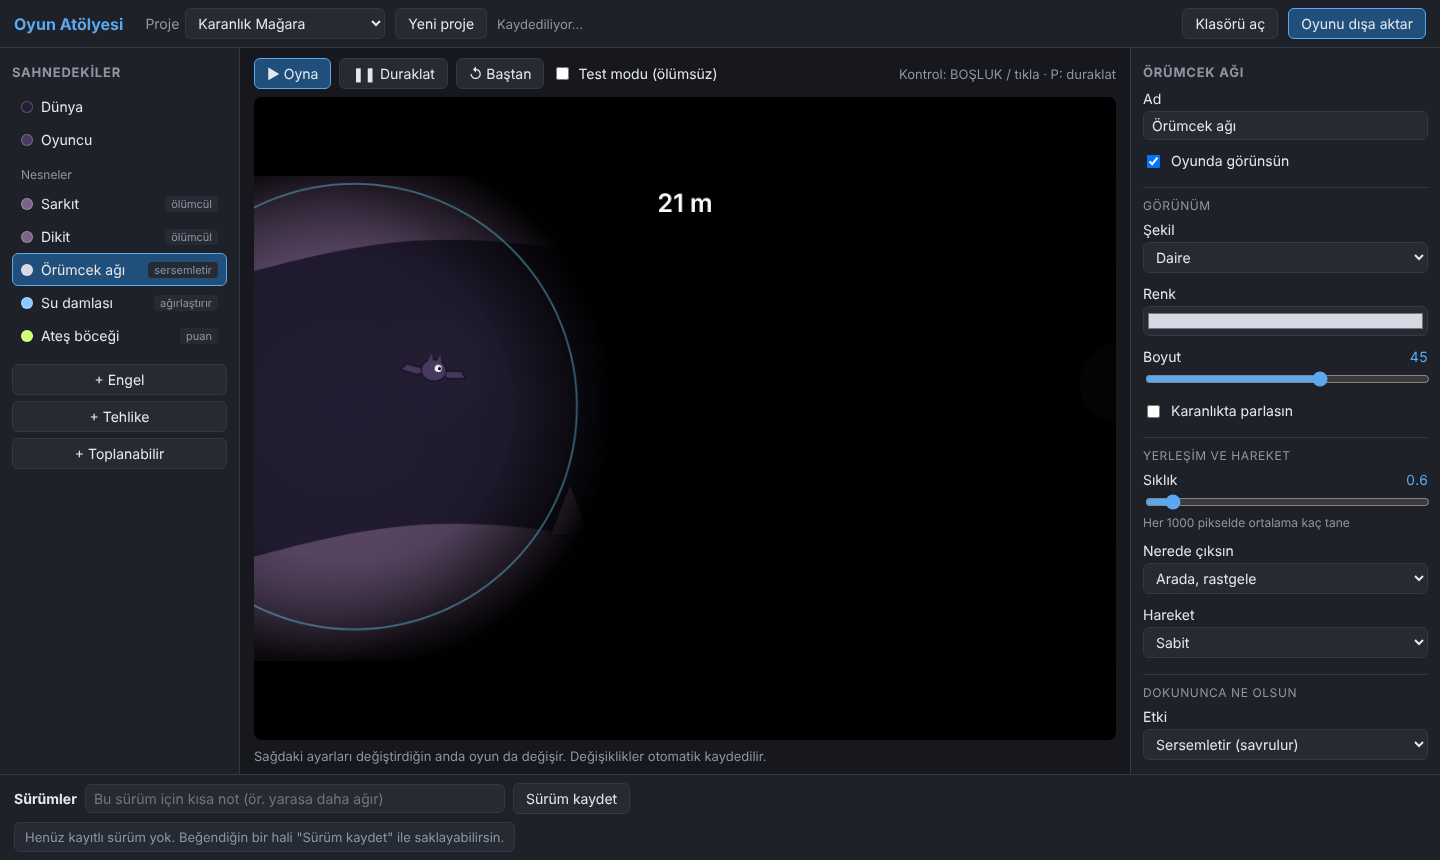 Oyun Atölyesi Proje Karanlık Mağara Yeni proje Kaydediliyor... Klasörü aç Oyunu dışa aktar
SAHNEDEKİLER
Dünya
Oyuncu
Nesneler
Sarkıt ölümcül
Dikit ölümcül
Örümcek ağı sersemletir
Su damlası ağırlaştırır
Ateş böceği puan
+ Engel
+ Tehlike
+ Toplanabilir
▶ Oyna ❚❚ Duraklat ↺ Baştan Test modu (ölümsüz) Kontrol: BOŞLUK / tıkla · P: duraklat
21 m
Sağdaki ayarları değiştirdiğin anda oyun da değişir. Değişiklikler otomatik kaydedilir.
ÖRÜMCEK AĞI
Ad
Örümcek ağı
Oyunda görünsün
GÖRÜNÜM
Şekil
Daire
Renk
Boyut 45
Karanlıkta parlasın
YERLEŞİM VE HAREKET
Sıklık 0.6
Her 1000 pikselde ortalama kaç tane
Nerede çıksın
Arada, rastgele
Hareket
Sabit
DOKUNUNCA NE OLSUN
Etki
Sersemletir (savrulur)
Sürümler Bu sürüm için kısa not (ör. yarasa daha ağır) Sürüm kaydet
Henüz kayıtlı sürüm yok. Beğendiğin bir hali "Sürüm kaydet" ile saklayabilirsin.